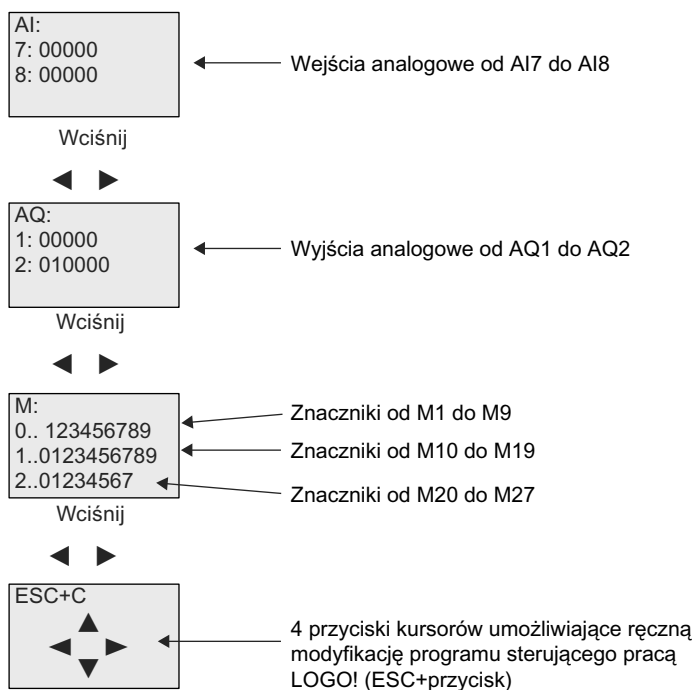 AI:
7: 00000
8: 00000
Wejścia analogowe od AI7 do AI8
Wciśnij
AQ:
1: 00000
2: 010000
Wyjścia analogowe od AQ1 do AQ2
Wciśnij
M:
0.. 123456789
1..0123456789
2..01234567
Znaczniki od M1 do M9
Znaczniki od M10 do M19
Znaczniki od M20 do M27
Wciśnij
ESC+C
4 przyciski kursorów umożliwiające ręczną
modyfikację programu sterującego pracą
LOGO! (ESC+przycisk)